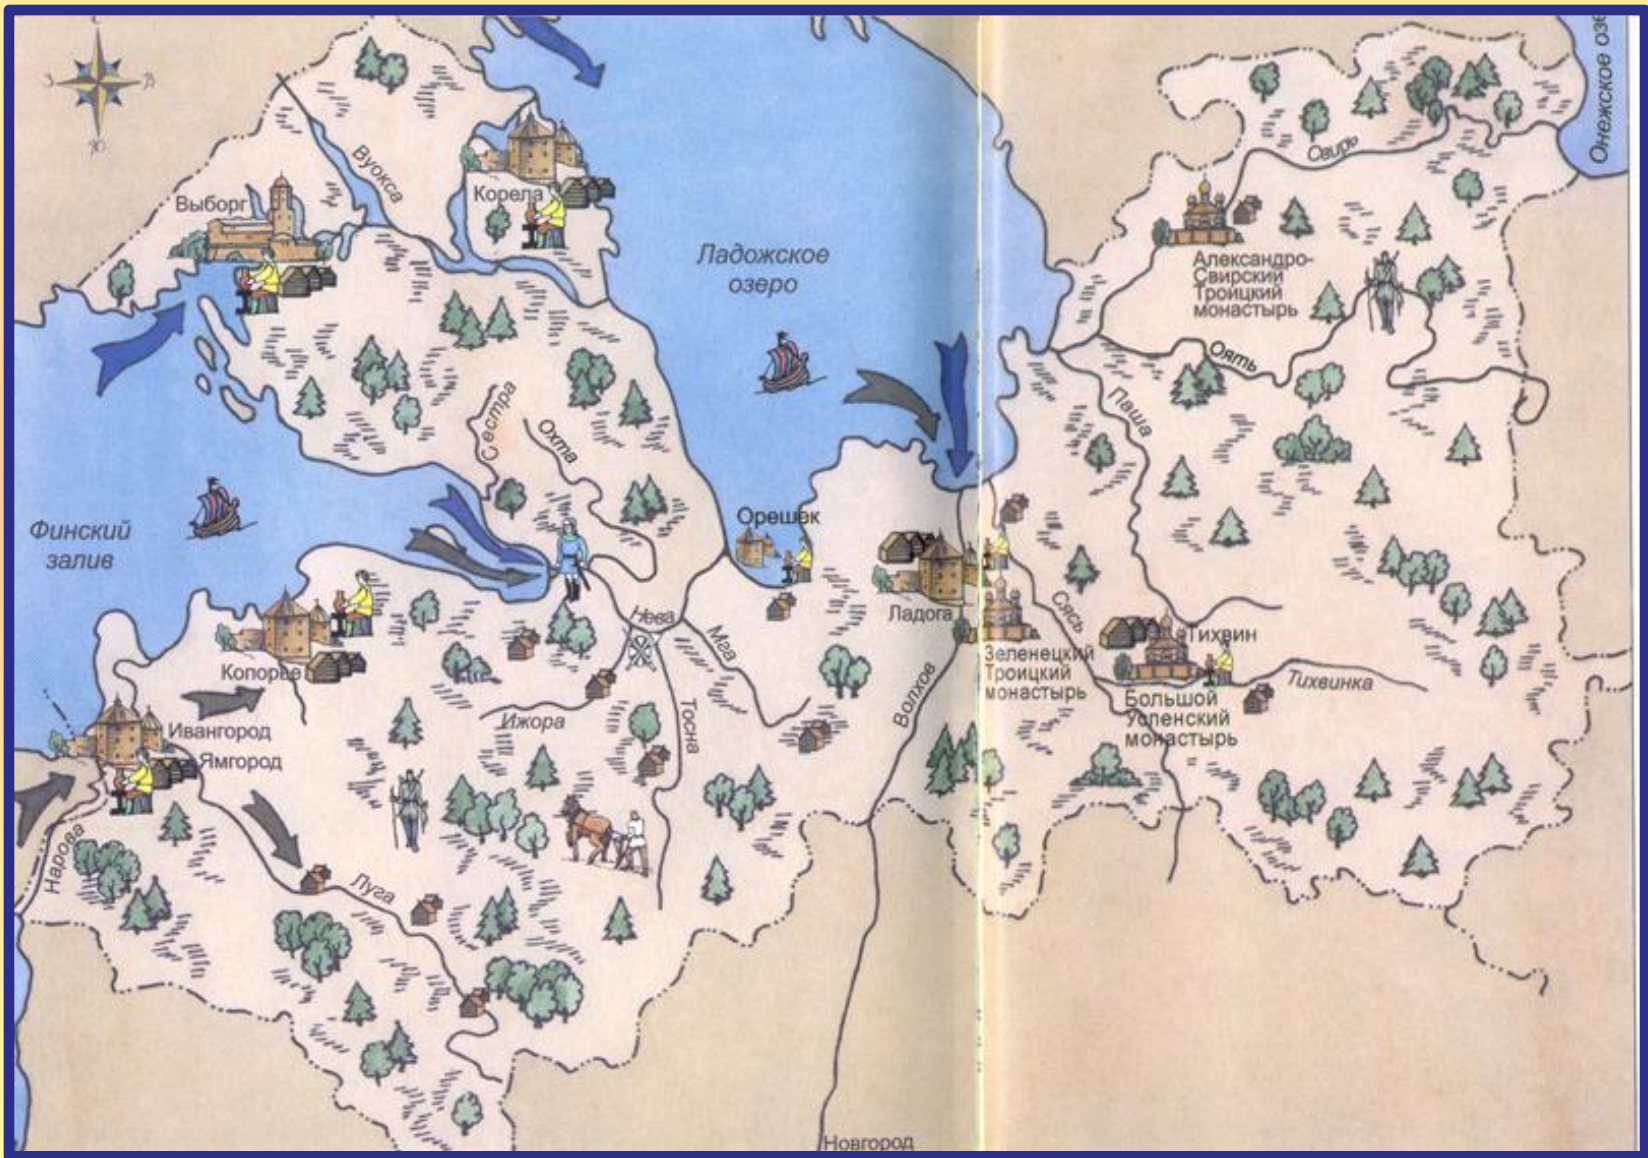 С
З
В
Ю
Вуокса
Корела
Выборг
Ладожское
озеро
Онежское озе
Свирь
Александро-
Свирский
Троицкий
монастырь
Оять
Паша
Сестра
Охта
Финский
залив
Орешек
Ладога
Нева
Мга
Сясь
Тихвин
Зеленецкий
Троицкий
монастырь
Большой
Успенский
монастырь
Тихвинка
Волхов
Копорье
Ижора
Тосна
Ивангород
Ямгород
Нарова
Луга
Новгород